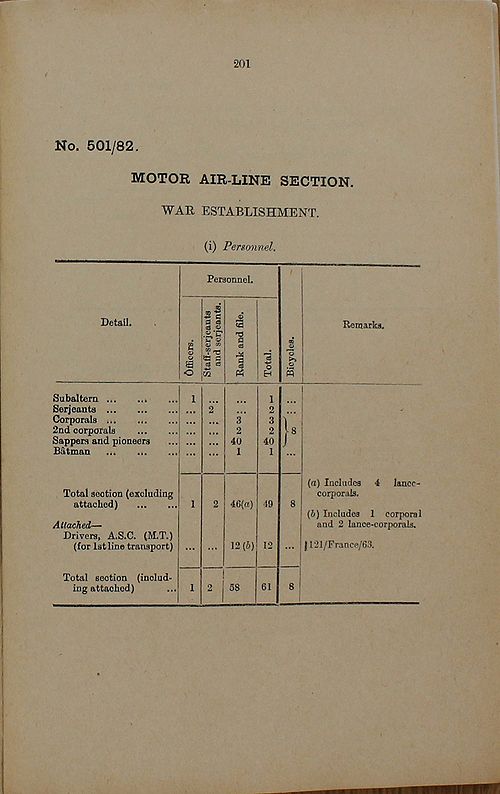 201
No. 501/82.
MOTOR AIR-LINE SECTION.
WAR ESTABLISHMENT.
(i) Personnel.
Personnel.
Detail. Officers. Staff-serjeants and serjeants. Rank and file. Total. Bicycles. Remarks.
Subaltern ... ... ... 1 ... ... 1 ...
Serjeants ... ... ... ... 2 ... 2 ...
Corporals ... ... ... ... ... 3 3
2nd corporals ... ... ... ... 2 2 } 8
Sappers and pioneers ... ... ... 40 40
Batman ... ... ... ... ... 1 1 ...
(a) Includes 4 lance-
corporals.
Total section (excluding
attached) ... ... 1 2 46(a) 49 8
(b) Includes 1 corporal
and 2 lance-corporals.
Attached—
Drivers, A.S.C. (M.T.)
(for 1st line transport) ... ... 12 (b) 12 ... 121/France/63.
Total section (includ-
ing attached) ... 1 2 58 61 8